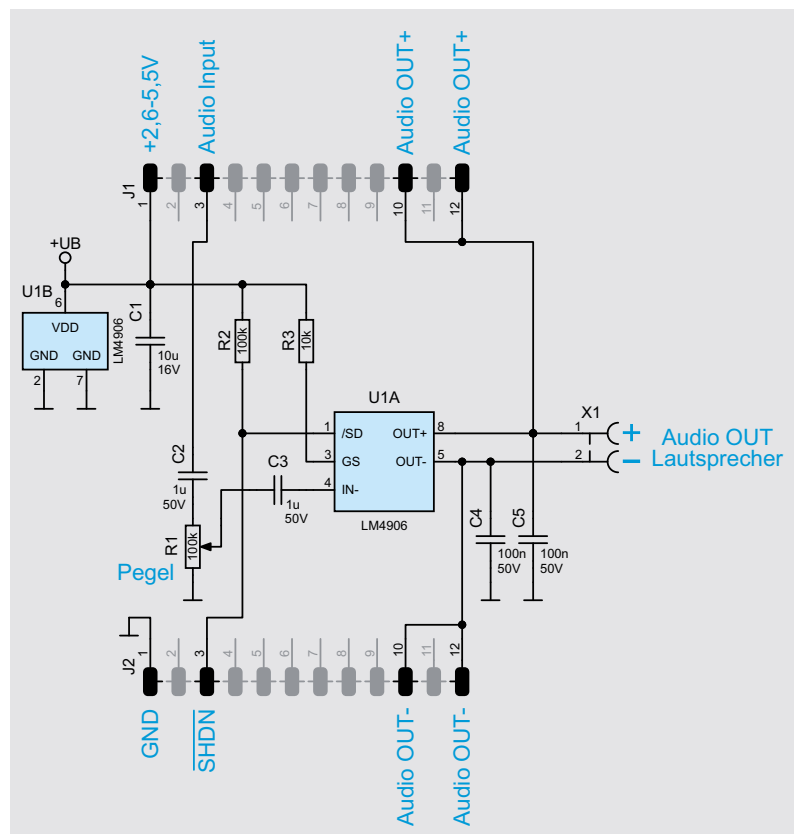 +2,6-5,5V
Audio Input
Audio OUT+
Audio OUT+
J1
1
2
3
4
5
6
7
8
9
10
11
12
+UB
U1B
6
VDD
GND
GND
LM4906
2
7
C1
10u
16V
R2
100k
R3
10k
U1A
1
/SD
OUT+
8
3
GS
OUT-
5
4
IN-
LM4906
X1
1
+
2
−
Audio OUT
Lautsprecher
C2
1u
50V
C3
1u
50V
R1
100k
Pegel
C4
100n
50V
C5
100n
50V
J2
1
2
3
4
5
6
7
8
9
10
11
12
GND
SHDN
Audio OUT-
Audio OUT-